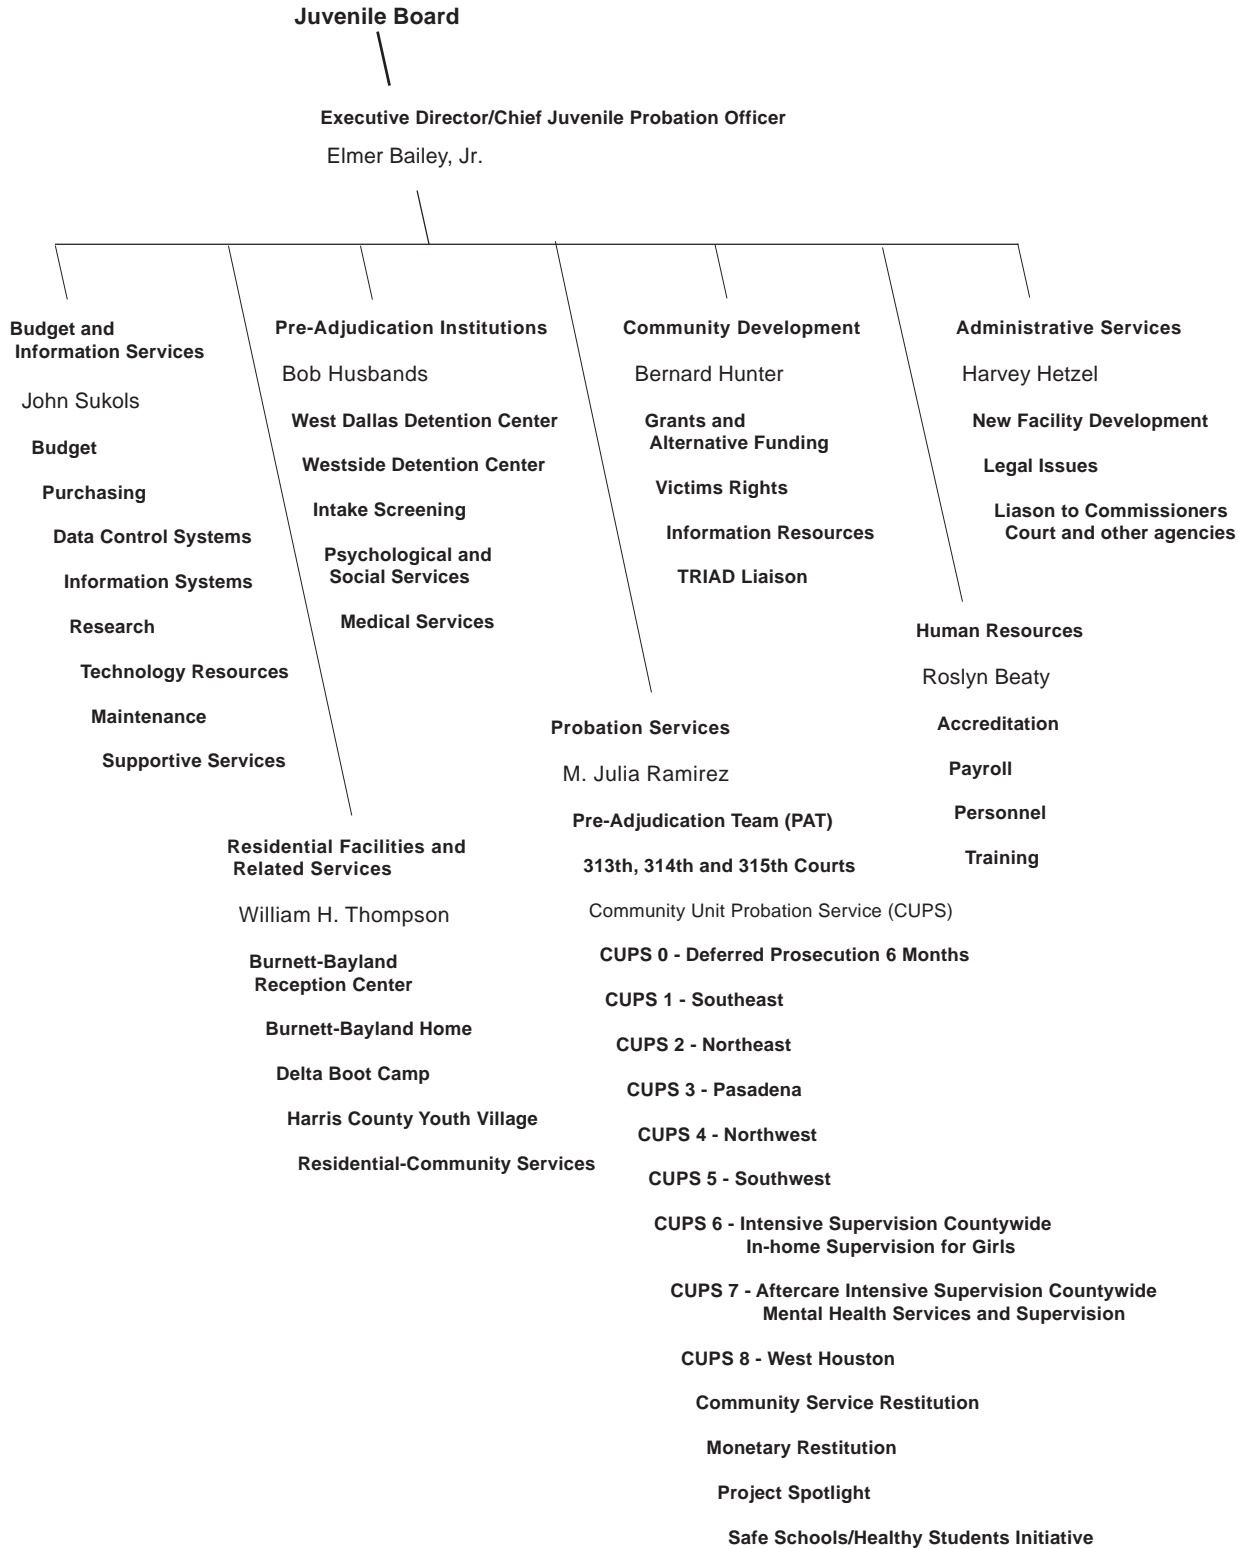 Juvenile Board
Executive Director/Chief Juvenile Probation Officer
Elmer Bailey, Jr.
Budget and
Information Services
John Sukols
Budget
Purchasing
Data Control Systems
Information Systems
Research
Technology Resources
Maintenance
Supportive Services
Residential Facilities and
Related Services
William H. Thompson
Burnett-Bayland
Reception Center
Burnett-Bayland Home
Delta Boot Camp
Harris County Youth Village
Residential-Community Services
Pre-Adjudication Institutions
Bob Husbands
West Dallas Detention Center
Westside Detention Center
Intake Screening
Psychological and
Social Services
Medical Services
Probation Services
M. Julia Ramirez
Pre-Adjudication Team (PAT)
313th, 314th and 315th Courts
Community Unit Probation Service (CUPS)
CUPS 0 - Deferred Prosecution 6 Months
CUPS 1 - Southeast
CUPS 2 - Northeast
CUPS 3 - Pasadena
CUPS 4 - Northwest
CUPS 5 - Southwest
CUPS 6 - Intensive Supervision Countywide
In-home Supervision for Girls
CUPS 7 - Aftercare Intensive Supervision Countywide
Mental Health Services and Supervision
CUPS 8 - West Houston
Community Service Restitution
Monetary Restitution
Project Spotlight
Safe Schools/Healthy Students Initiative
Community Development
Bernard Hunter
Grants and
Alternative Funding
Victims Rights
Information Resources
TRIAD Liaison
Human Resources
Roslyn Beaty
Accreditation
Payroll
Personnel
Training
Administrative Services
Harvey Hetzel
New Facility Development
Legal Issues
Liason to Commissioners
Court and other agencies